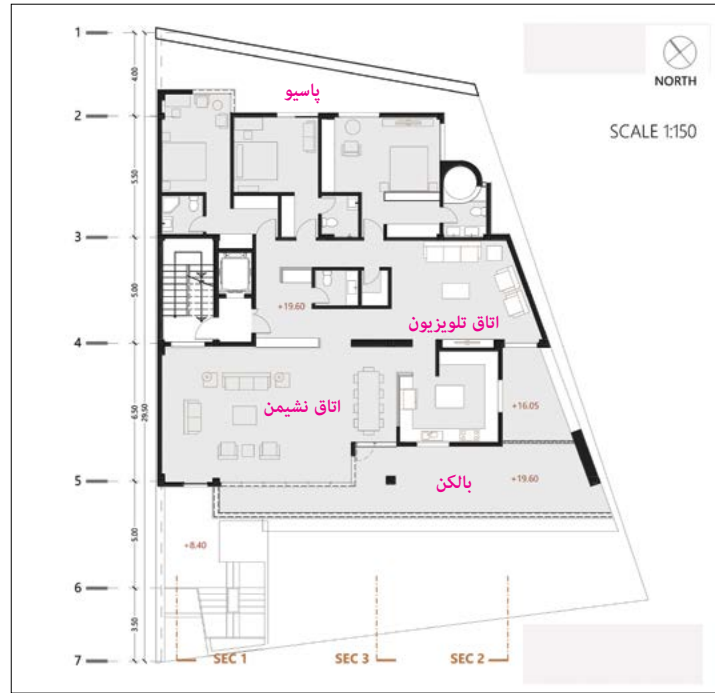 1
NORTH
SCALE 1:150
4.00
پاسیو
2
5.50
3
5.00
+19.60
اتاق تلویزیون
4
6.50
29.50
اتاق نشیمن
+16.05
بالکن
+19.60
5
5.00
+8.40
6
3.50
7
SEC 1
SEC 3
SEC 2